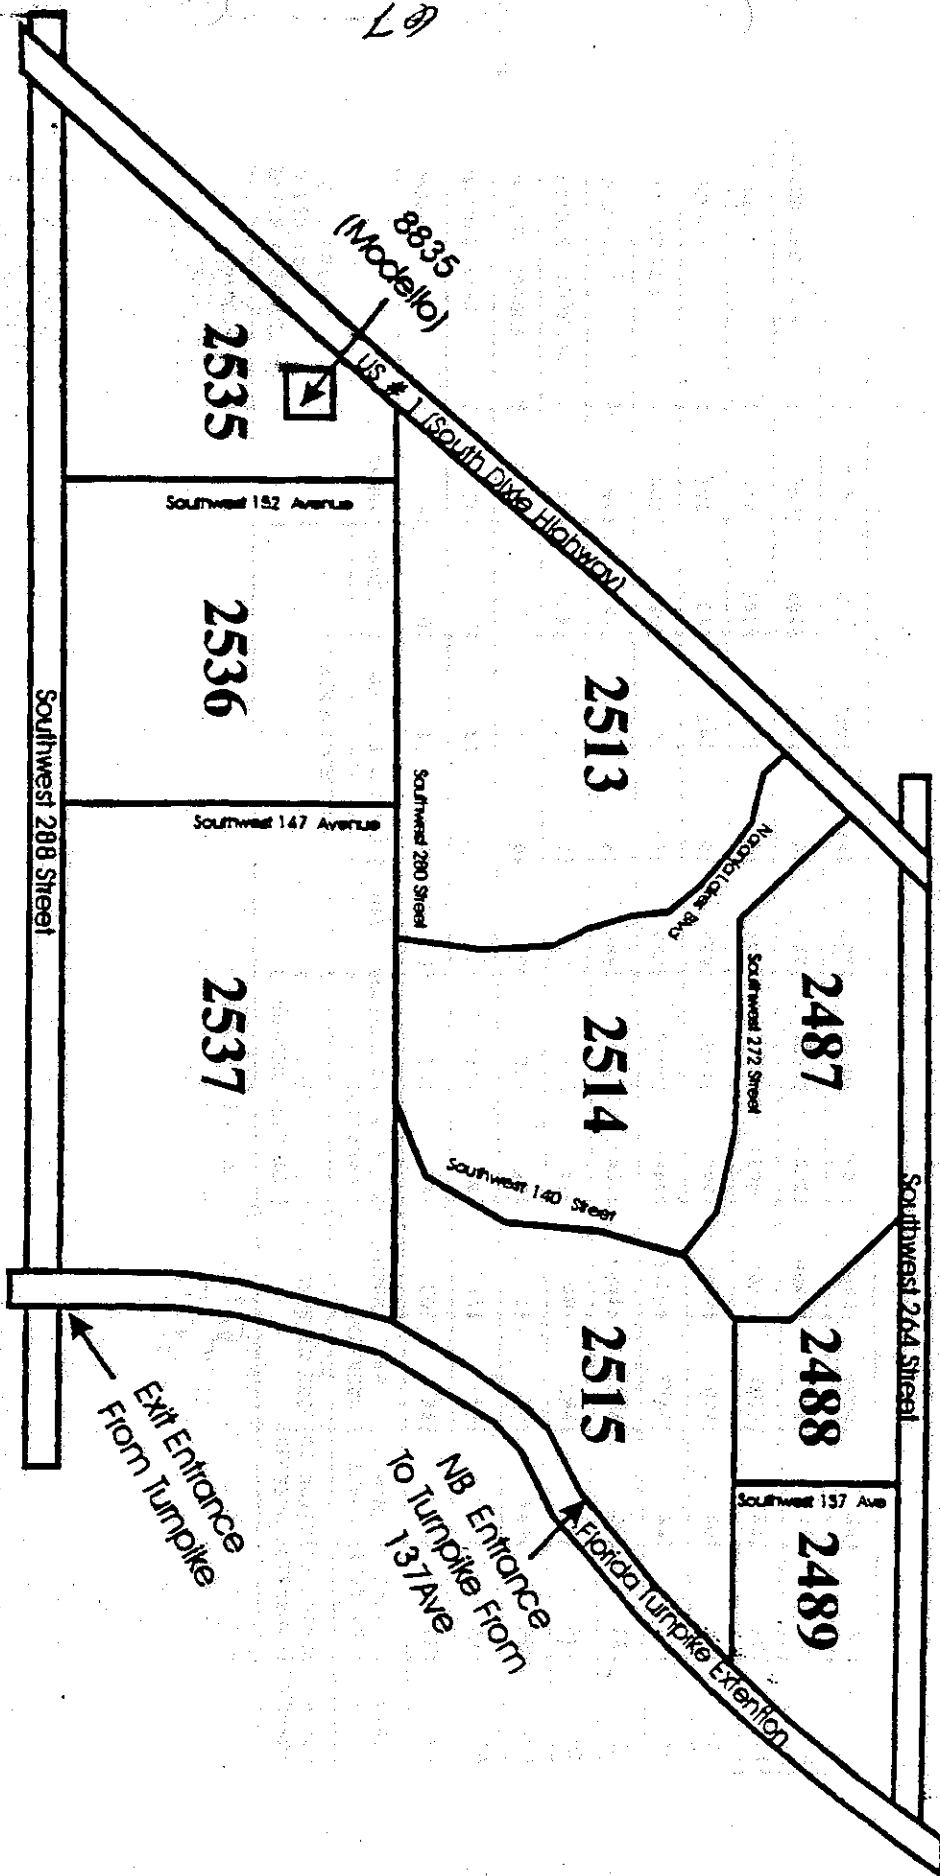 67
Southwest 264 Street
2487
2488
2489
Southwest 137 Ave
Southwest 272 Street
Naranja Lakes Blvd
US # 1 (South Dixie Highway)
2513
2514
2515
Southwest 140 Street
Florida Turnpike Extention
8835
(Modello)
Southwest 280 Street
NB Entrance
To Turnpike From
137Ave
2535
Southwest 152 Avenue
2536
Southwest 147 Avenue
2537
Exit Entrance
From Turnpike
Southwest 288 Street